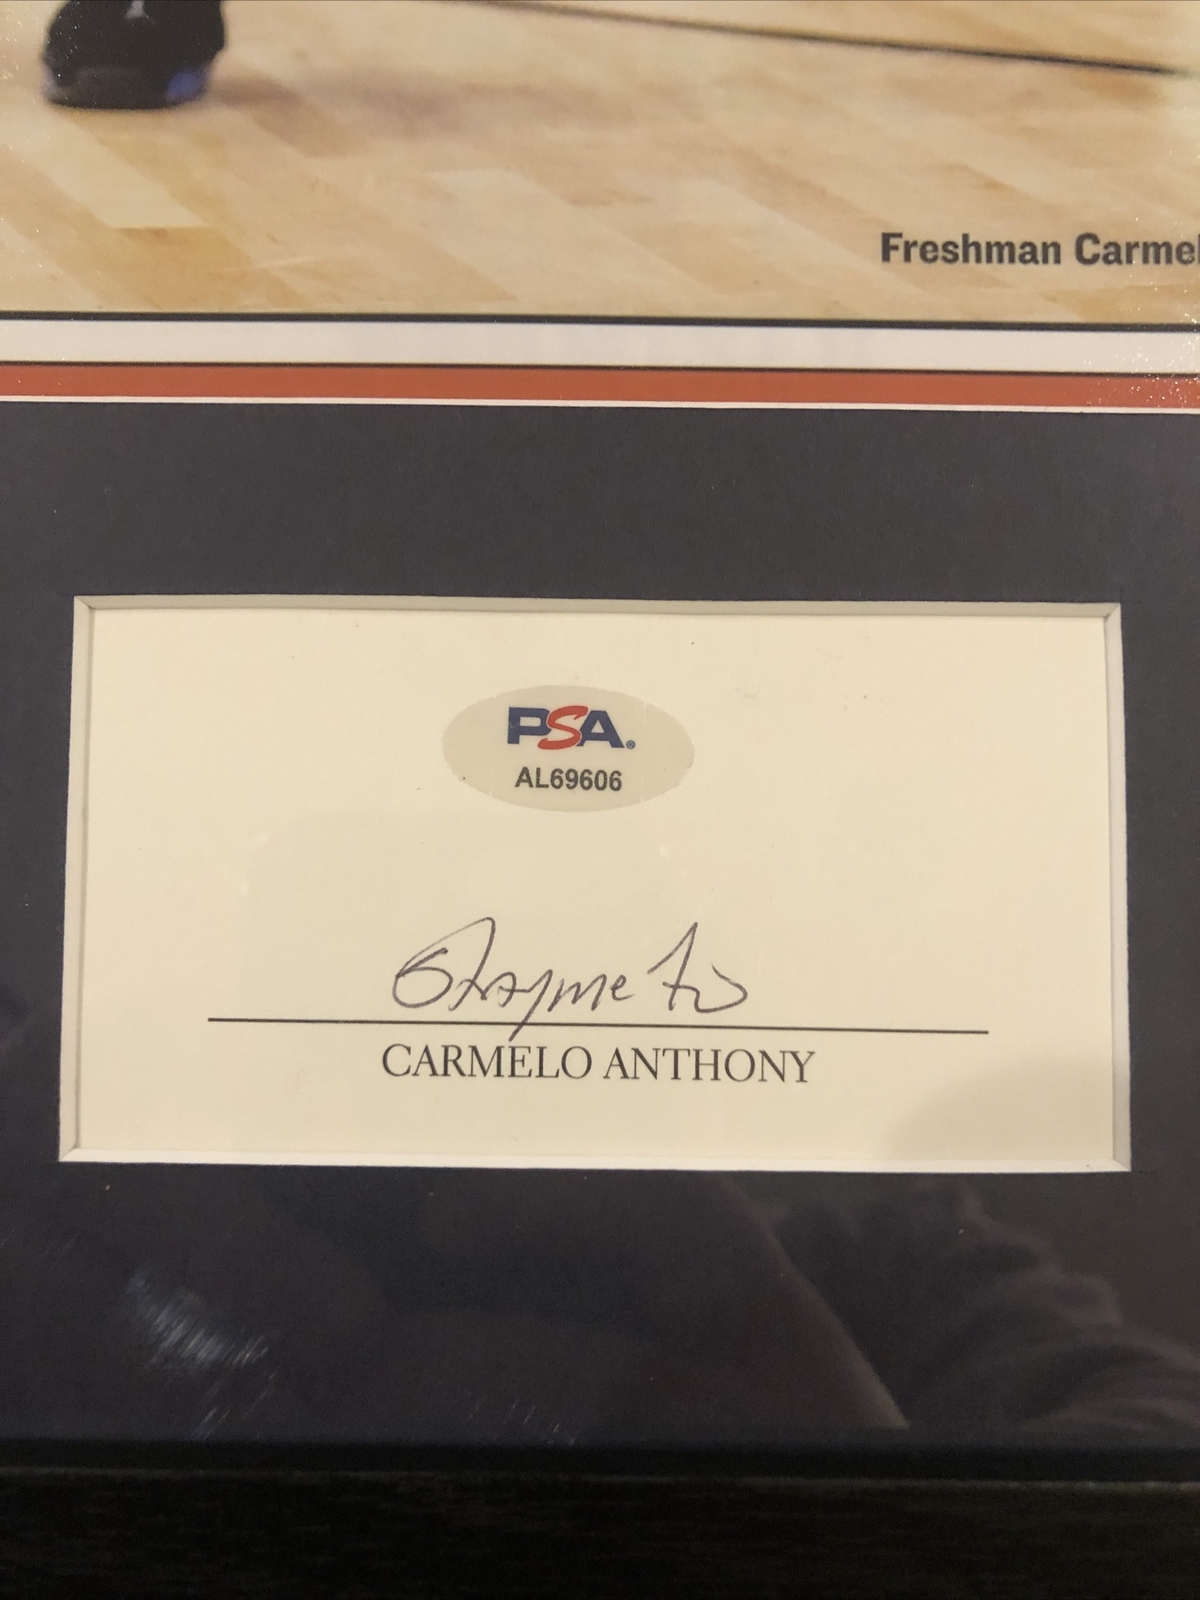 Freshman Carmel
PSA®
AL69606
CARMELO ANTHONY